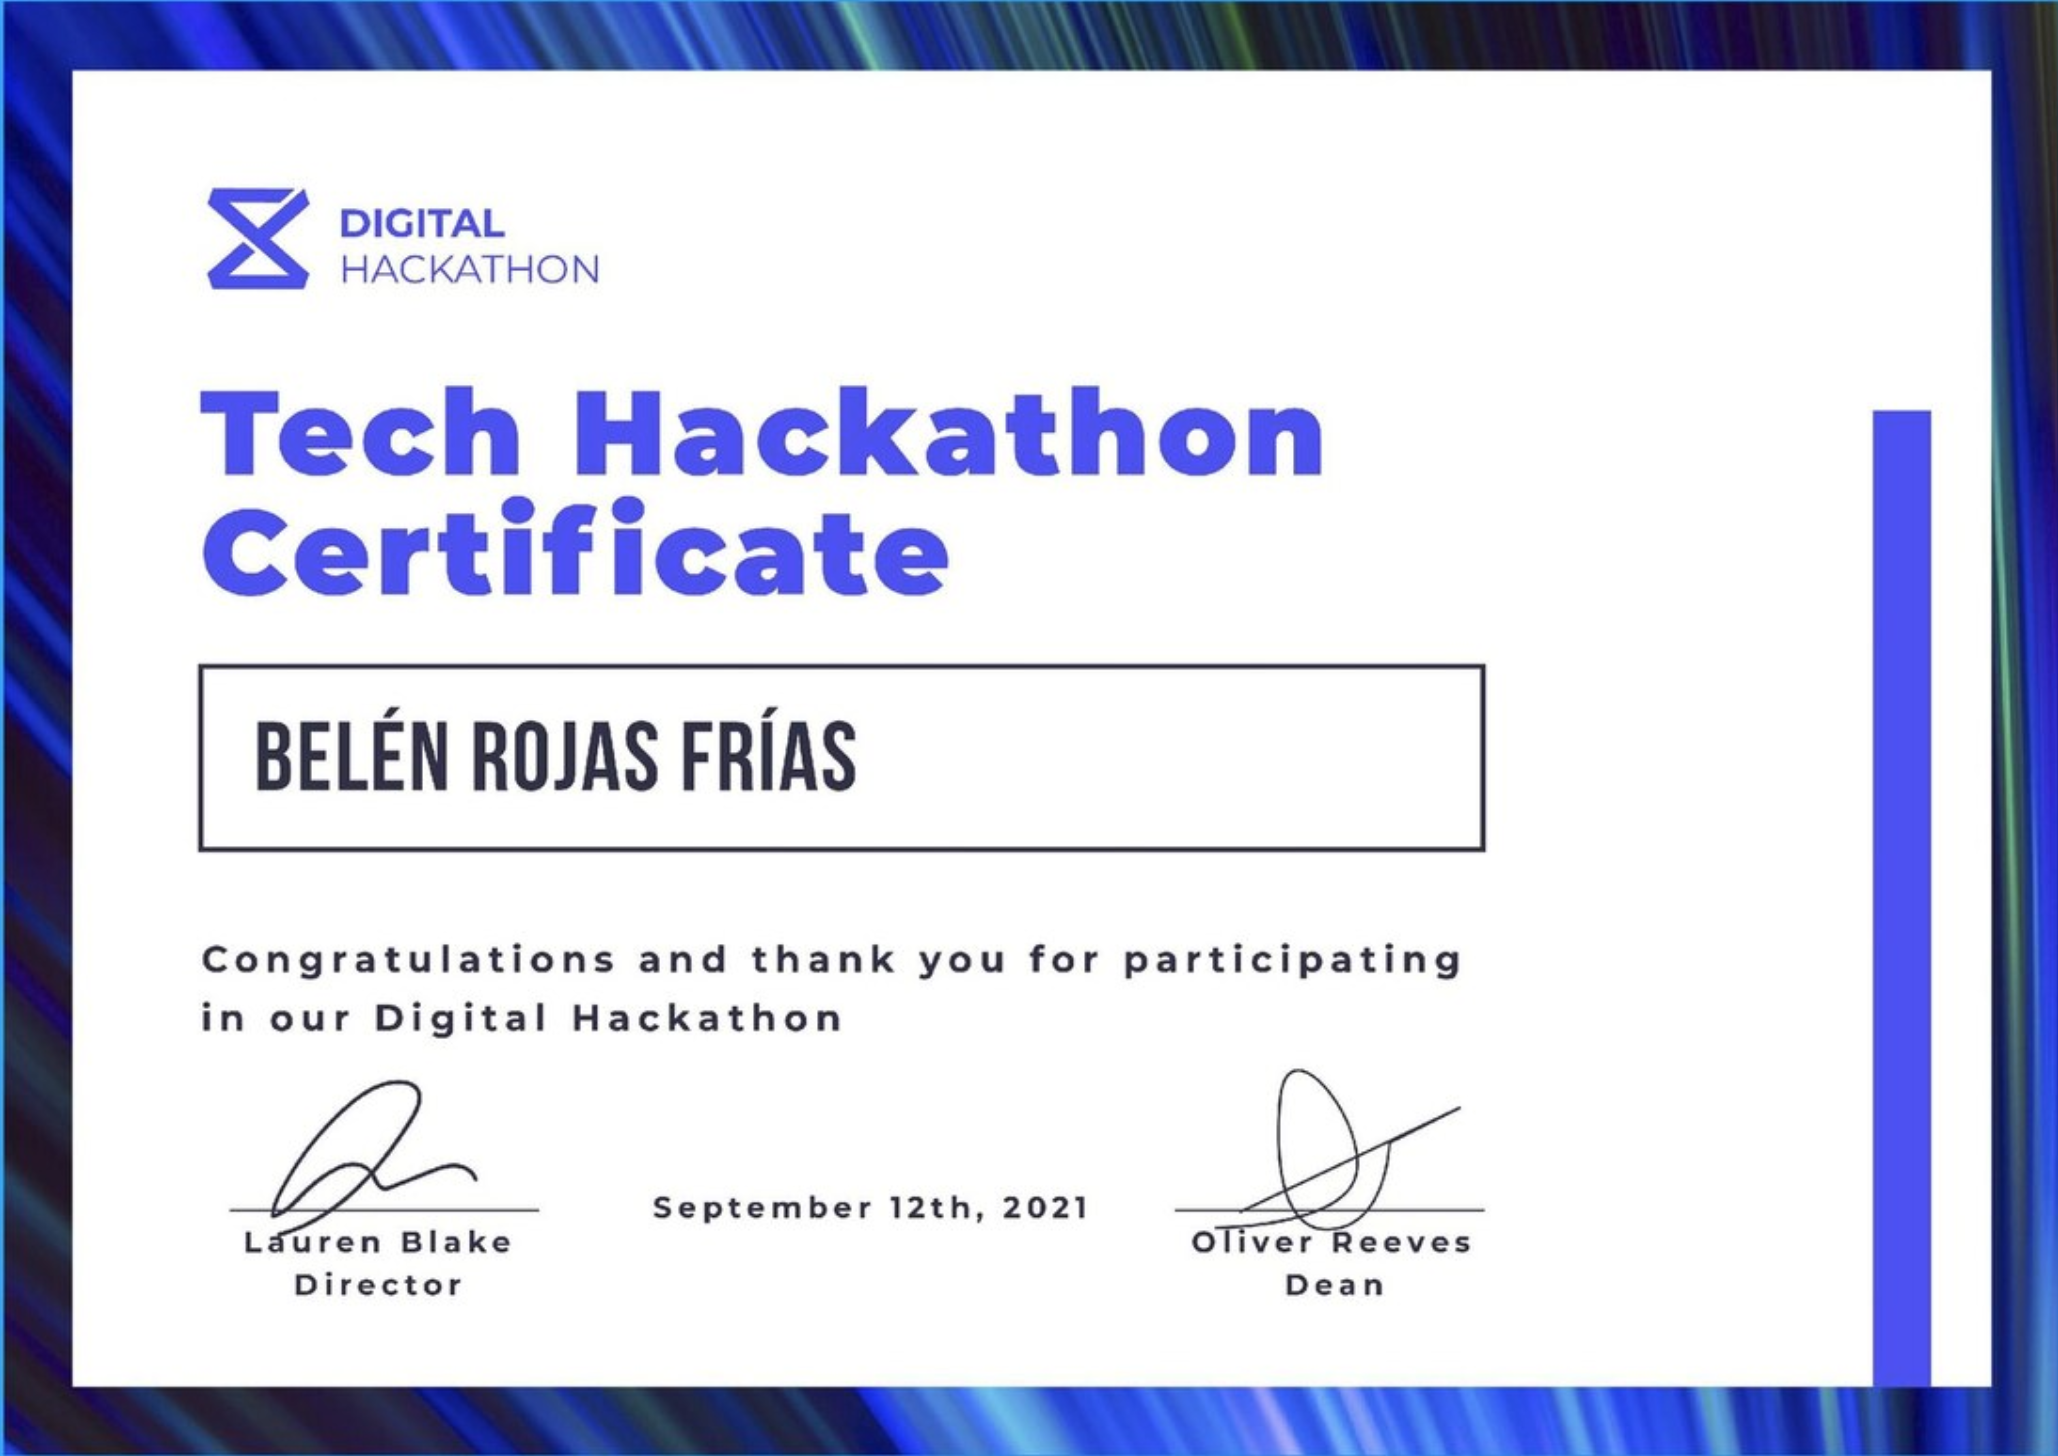 DIGITAL
HACKATHON
Tech Hackathon
Certificate
BELÉN ROJAS FRÍAS
Congratulations and thank you for participating
in our Digital Hackathon
September 12th, 2021
Lauren Blake
Director
Oliver Reeves
Dean